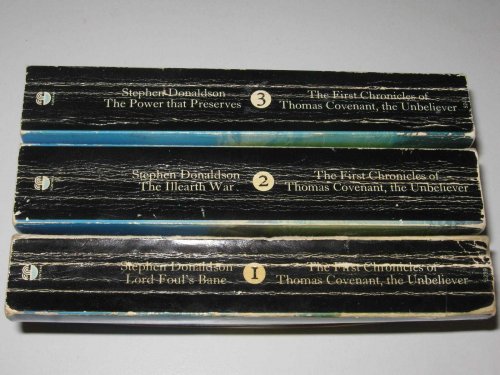 Stephen Donaldson
The Power that Preserves
3
The First Chronicles of
Thomas Covenant, the Unbeliever
Stephen Donaldson
The Illearth War
2
The First Chronicles of
Thomas Covenant, the Unbeliever
Stephen Donaldson
Lord Foul's Bane
1
The First Chronicles of
Thomas Covenant, the Unbeliever